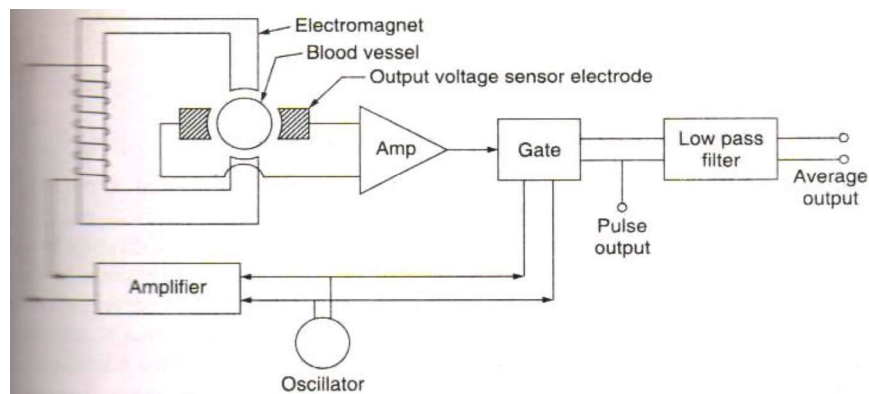 Electromagnet
Blood vessel
Output voltage sensor electrode
Amp
Gate
Low pass
filter
Average
output
Pulse
output
Amplifier
Oscillator